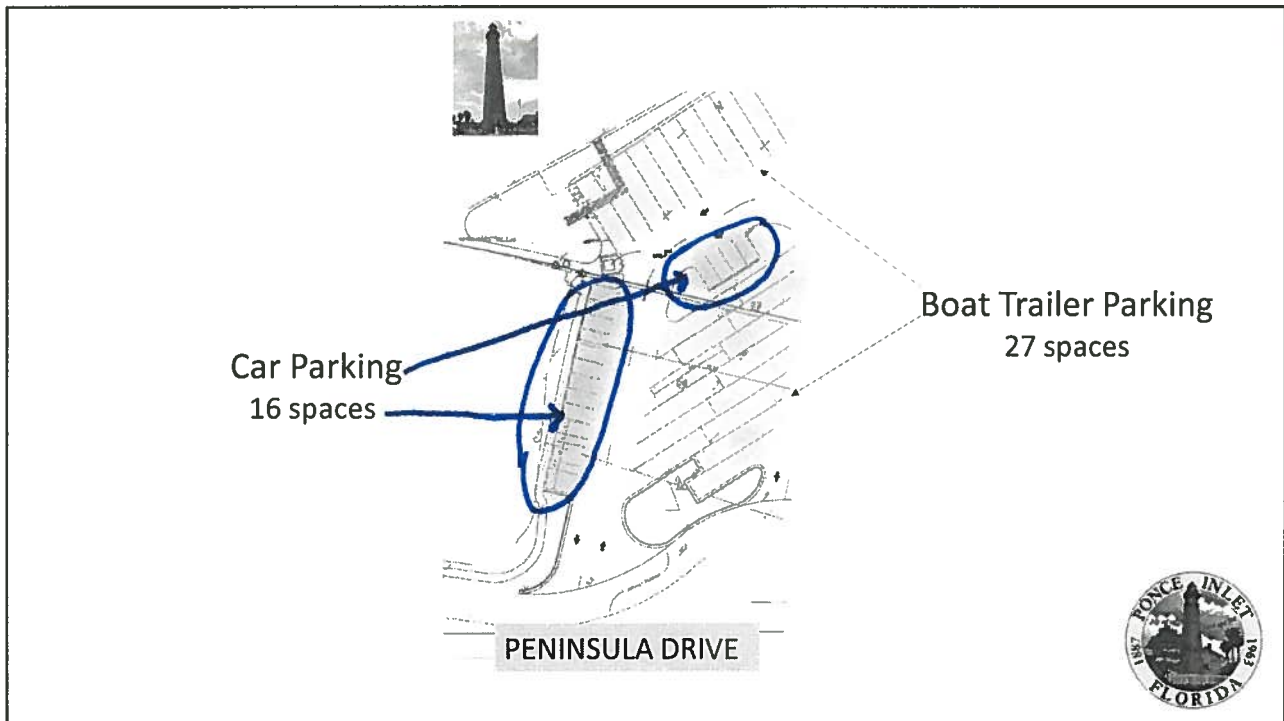 Car Parking
16 spaces
Boat Trailer Parking
27 spaces
PENINSULA DRIVE
PONCE INLET
1887
1963
FLORIDA